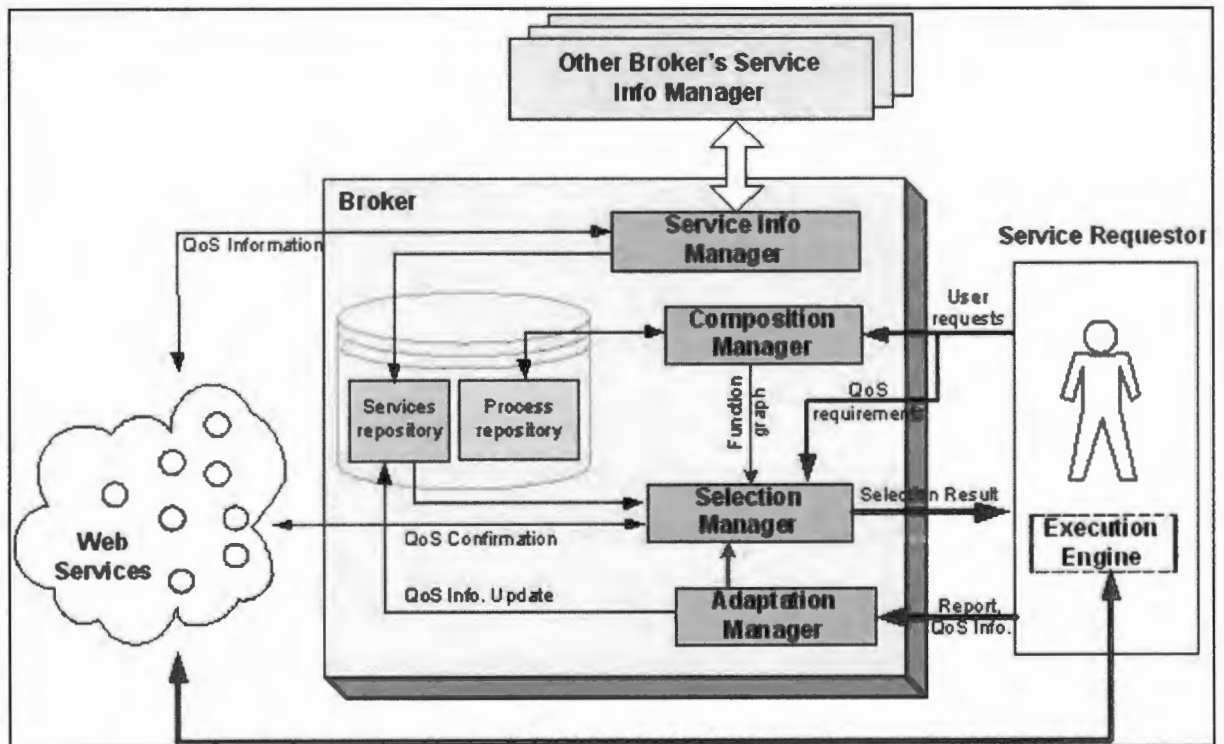 Other Broker's Service
Info Manager
Broker
Service Info
Manager
QoS Information
Service Requestor
User
requests
Composition
Manager
QoS
requirements
Function
graph
Services
repository
Process
repository
Selection
Manager
Selection Result
Web
Services
QoS Confirmation
Execution
Engine
QoS Info. Update
Adaptation
Manager
Report,
QoS Info.